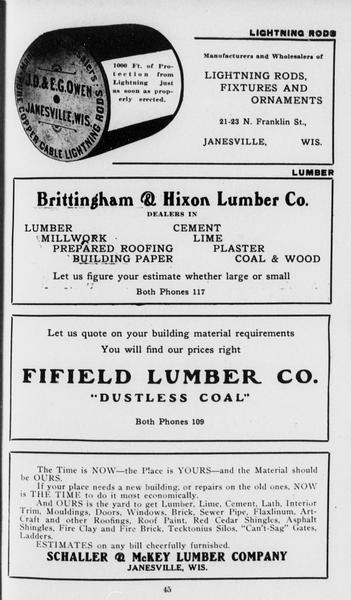 LIGHTNING RODS
J.D. & E.G. OWEN'S
JANESVILLE, WIS.
COPPER CABLE LIGHTNING RODS
1000 Ft. of Pro-
tection from
Lightning just
as soon as prop-
erly erected.
Manufacturers and Wholesalers of
LIGHTNING RODS,
FIXTURES AND
ORNAMENTS
21-23 N. Franklin St.,
JANESVILLE, WIS.
LUMBER
Brittingham & Hixon Lumber Co.
DEALERS IN
LUMBER CEMENT
MILLWORK LIME
PREPARED ROOFING PLASTER
BUILDING PAPER COAL & WOOD
Let us figure your estimate whether large or small
Both Phones 117
Let us quote on your building material requirements
You will find our prices right
FIFIELD LUMBER CO.
"DUSTLESS COAL"
Both Phones 109
The Time is NOW—the Place is YOURS—and the Material should
be OURS.
If your place needs a new building, or repairs on the old ones, NOW
is THE TIME to do it most economically.
And OURS is the yard to get Lumber, Lime, Cement, Lath, Interior
Trim, Mouldings, Doors, Windows, Brick, Sewer Pipe, Flaxlinum, Art-
Craft and other Roofings, Roof Paint, Red Cedar Shingles, Asphalt
Shingles, Fire Clay and Fire Brick, Tecktonius Silos, "Can't-Sag" Gates,
Ladders.
ESTIMATES on any bill cheerfully furnished.
SCHALLER & McKEY LUMBER COMPANY
JANESVILLE, WIS.
45